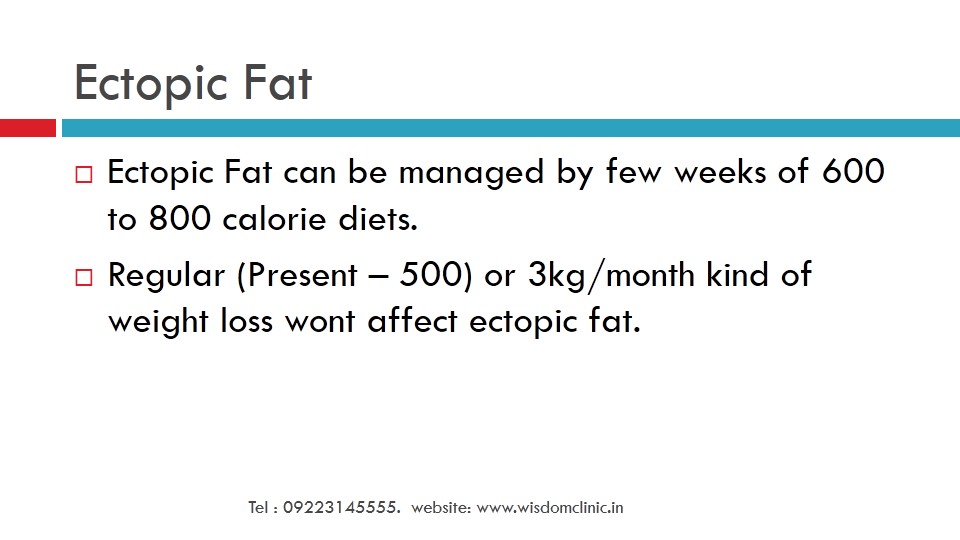 Ectopic Fat
Ectopic Fat can be managed by few weeks of 600
to 800 calorie diets.
Regular (Present – 500) or 3kg/month kind of
weight loss wont affect ectopic fat.
Tel : 09223145555. website: www.wisdomclinic.in